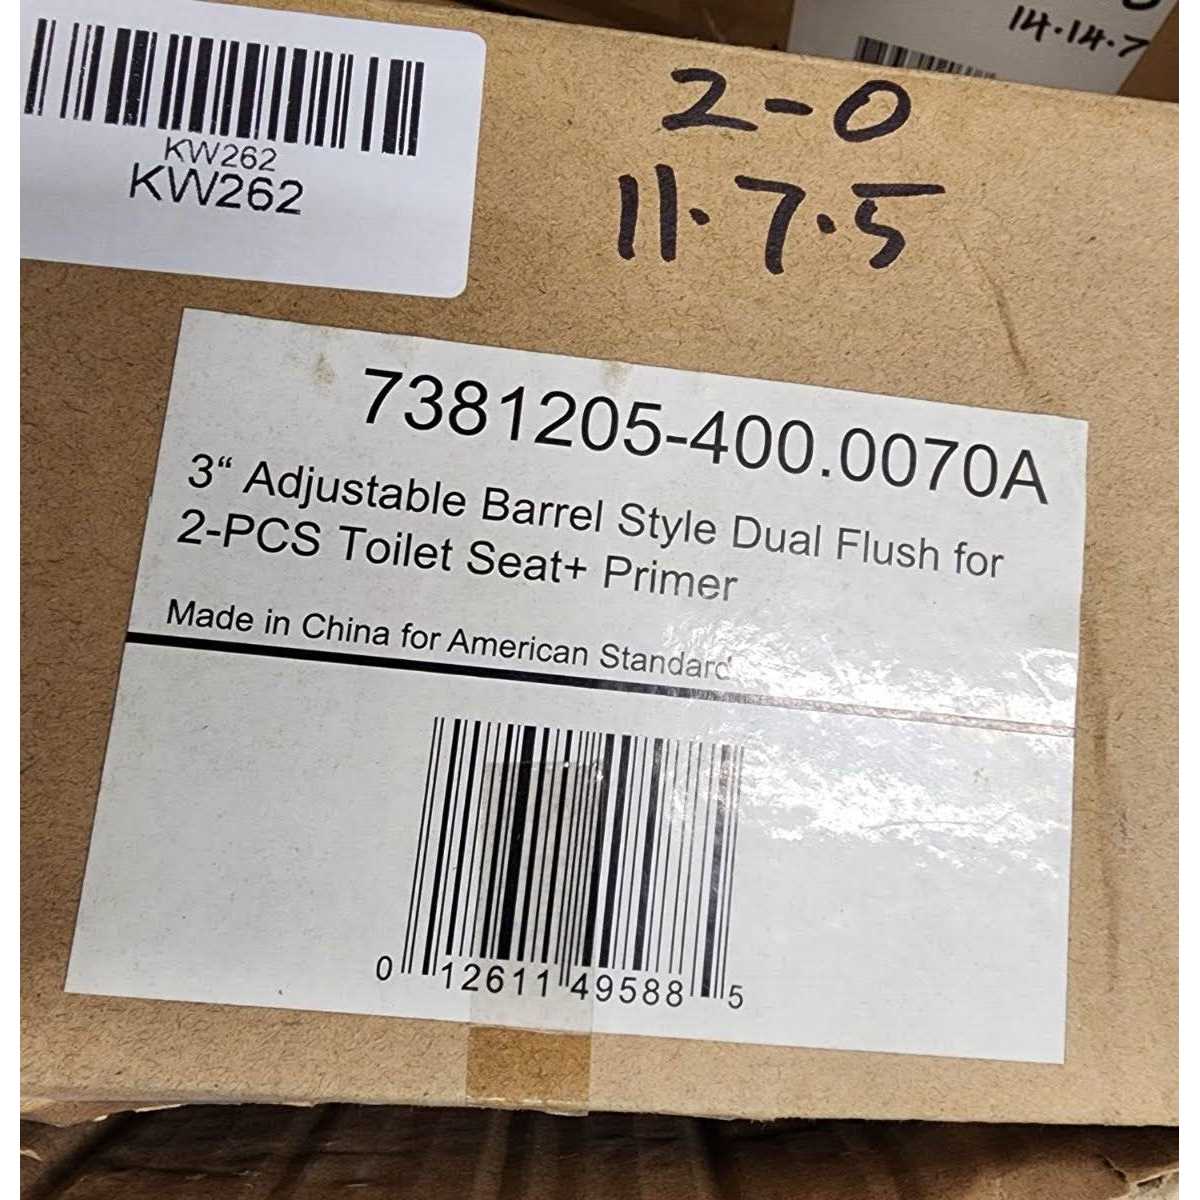 14.14.7
KW262
KW262
2-0
11.7.5
7381205-400.0070A
3“ Adjustable Barrel Style Dual Flush for
2-PCS Toilet Seat+ Primer
Made in China for American Standard
0 12611 49588 5